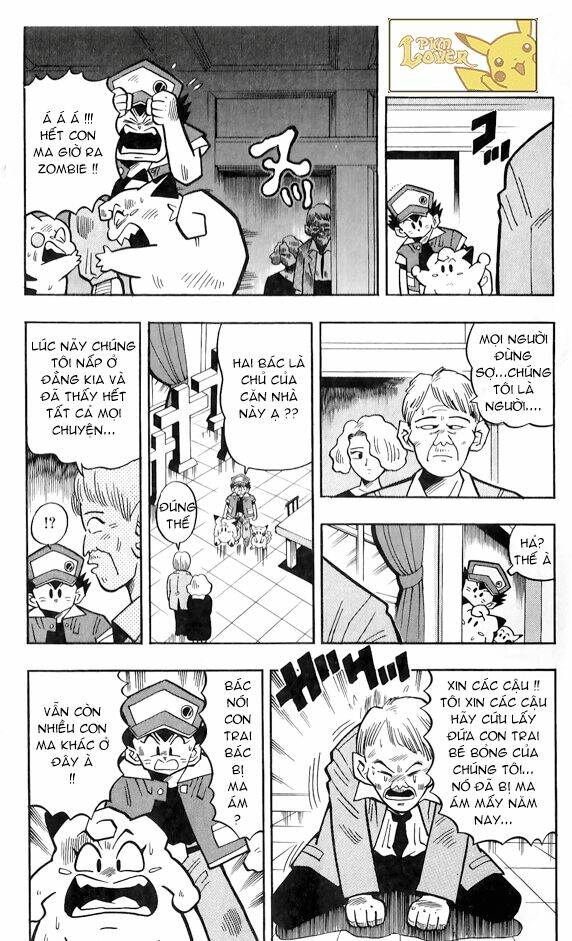 PKM
LOVER
Á Á Á !!!
HẾT CON
MA GIỜ RA
ZOMBIE !!
MỌI NGƯỜI
ĐỪNG
SỢ...CHÚNG
TÔI LÀ
NGƯỜI....
HẢ?
THẾ À
HAI BÁC LÀ
CHỦ CỦA
CĂN NHÀ
NÀY Ạ ??
ĐÚNG
THẾ
LÚC NÃY CHÚNG
TÔI NẤP Ở
ĐẰNG KIA VÀ
ĐÃ THẤY HẾT
TẤT CẢ MỌI
CHUYỆN...
!?
XIN CÁC CẬU !!
TÔI XIN CÁC CẬU
HÃY CỨU LẤY
ĐỨA CON TRAI
BÉ BỎNG CỦA
CHÚNG TÔI...
NÓ ĐÃ BỊ MA
ÁM MẤY NĂM
NAY...
BÁC
NÓI
CON
TRAI
BÁC
BỊ
MA
ÁM
?
VẪN CÒN
NHIỀU CON
MA KHÁC Ở
ĐÂY À
!!